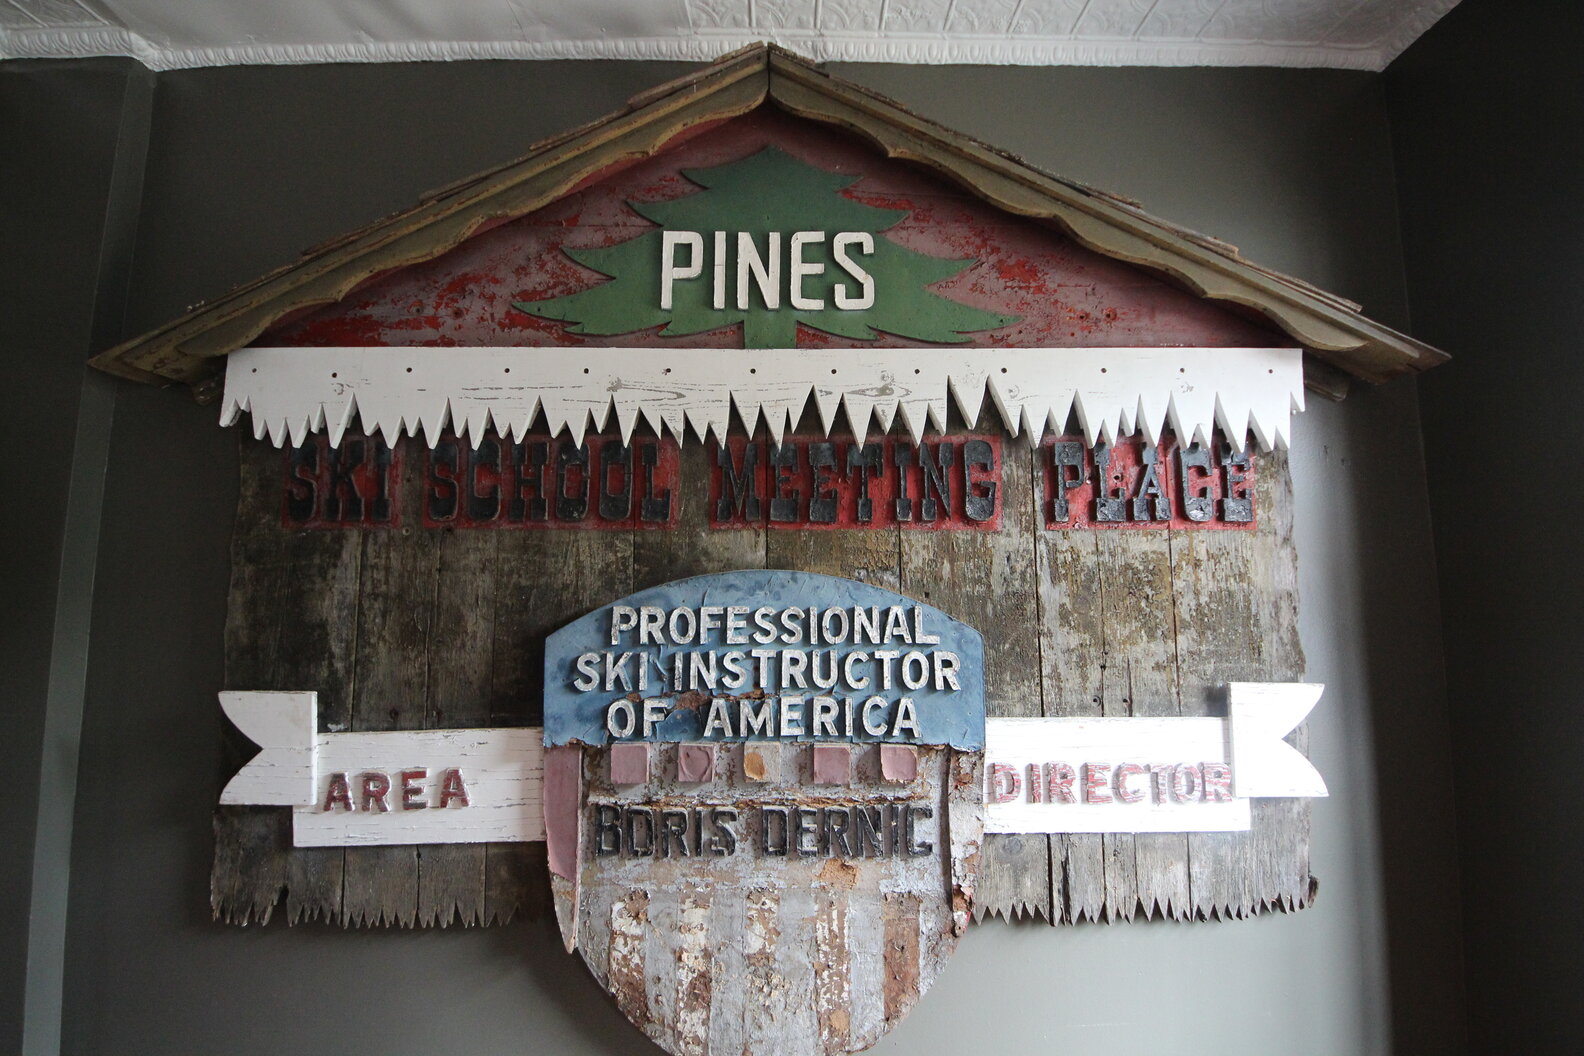 PINES
SKI SCHOOL MEETING PLACE
PROFESSIONAL
SKI INSTRUCTOR
OF AMERICA
AREA DIRECTOR
BORIS DERNIC